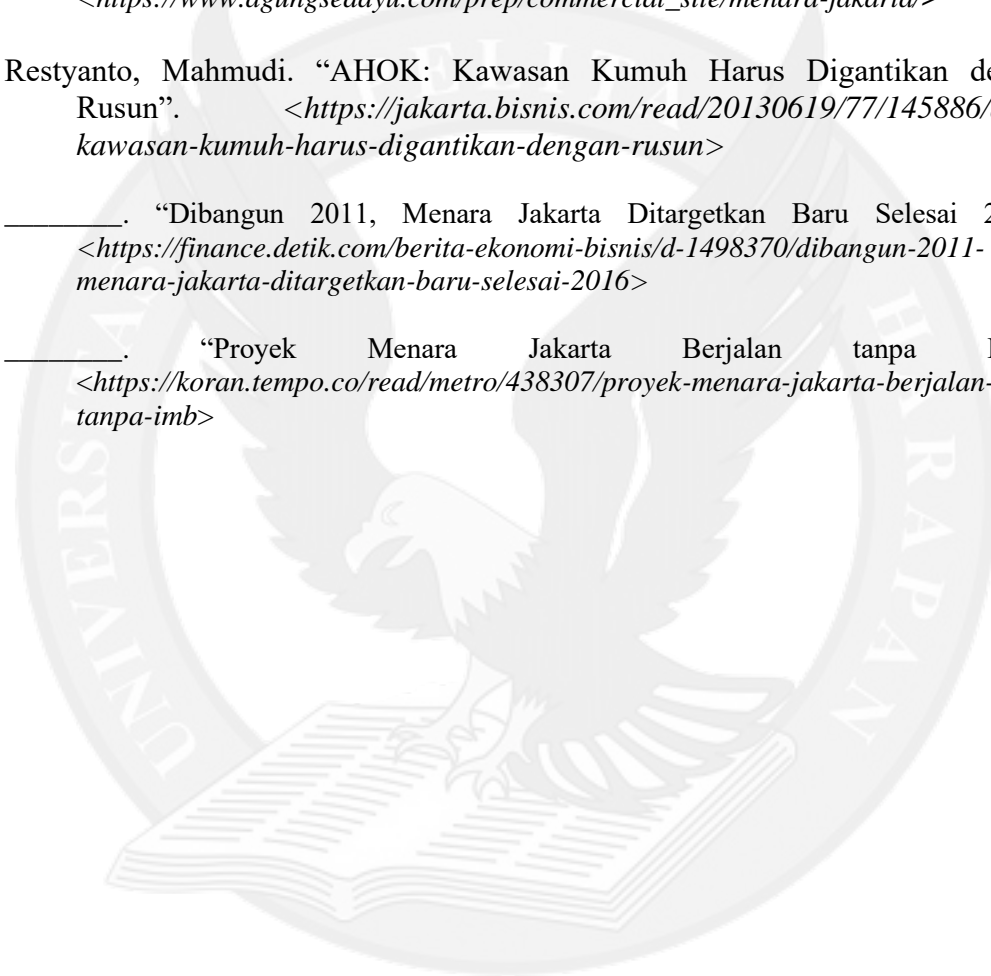 <https://www.agungsedayu.com/prep/commercial_site/menara-jakarta/>
Restyanto, Mahmudi. “AHOK: Kawasan Kumuh Harus Digantikan de
Rusun”. <https://jakarta.bisnis.com/read/20130619/77/145886/
kawasan-kumuh-harus-digantikan-dengan-rusun>
________. “Dibangun 2011, Menara Jakarta Ditargetkan Baru Selesai 2
<https://finance.detik.com/berita-ekonomi-bisnis/d-1498370/dibangun-2011-
menara-jakarta-ditargetkan-baru-selesai-2016>
________. “Proyek Menara Jakarta Berjalan tanpa
<https://koran.tempo.co/read/metro/438307/proyek-menara-jakarta-berjalan-
tanpa-imb>
UNIVERSITAS PELITA HARAPAN